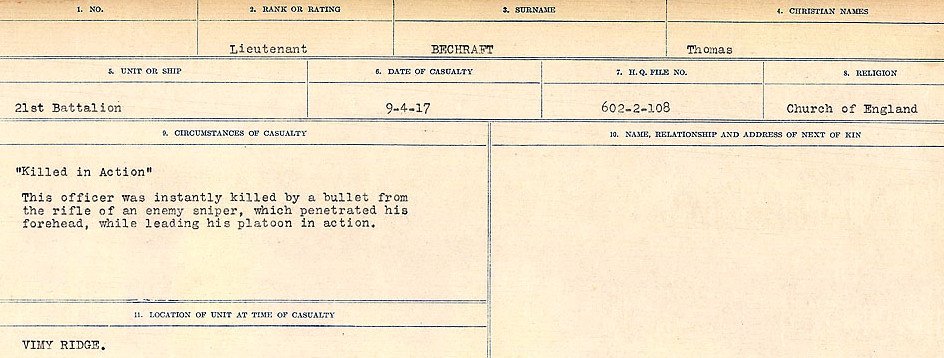 1. NO.
2. RANK OR RATING
3. SURNAME
4. CHRISTIAN NAMES
Lieutenant
BECHRAFT
Thomas
5. UNIT OR SHIP
6. DATE OF CASUALTY
7. H. Q. FILE NO.
8. RELIGION
21st Battalion
9-4-17
602-2-108
Church of England
9. CIRCUMSTANCES OF CASUALTY
10. NAME, RELATIONSHIP AND ADDRESS OF NEXT OF KIN
"Killed in Action"
This officer was instantly killed by a bullet from
the rifle of an enemy sniper, which penetrated his
forehead, while leading his platoon in action.
11. LOCATION OF UNIT AT TIME OF CASUALTY
VIMY RIDGE.